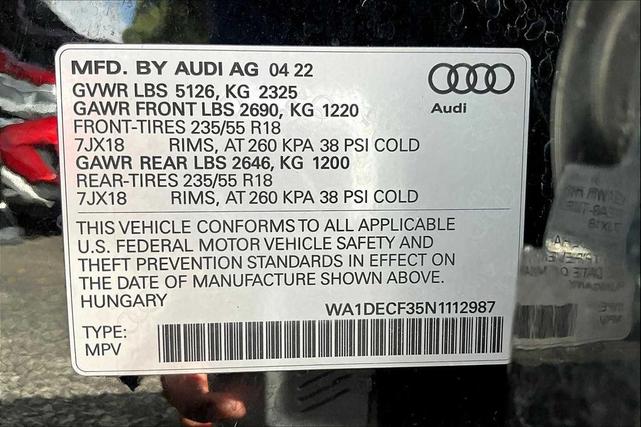 MFD. BY AUDI AG 04 22
GVWR LBS 5126, KG 2325
GAWR FRONT LBS 2690, KG 1220
FRONT-TIRES 235/55 R18
7JX18 RIMS, AT 260 KPA 38 PSI COLD
GAWR REAR LBS 2646, KG 1200
REAR-TIRES 235/55 R18
7JX18 RIMS, AT 260 KPA 38 PSI COLD
Audi
THIS VEHICLE CONFORMS TO ALL APPLICABLE
U.S. FEDERAL MOTOR VEHICLE SAFETY AND
THEFT PREVENTION STANDARDS IN EFFECT ON
THE DATE OF MANUFACTURE SHOWN ABOVE.
HUNGARY
WA1DECF35N1112987
TYPE:
MPV